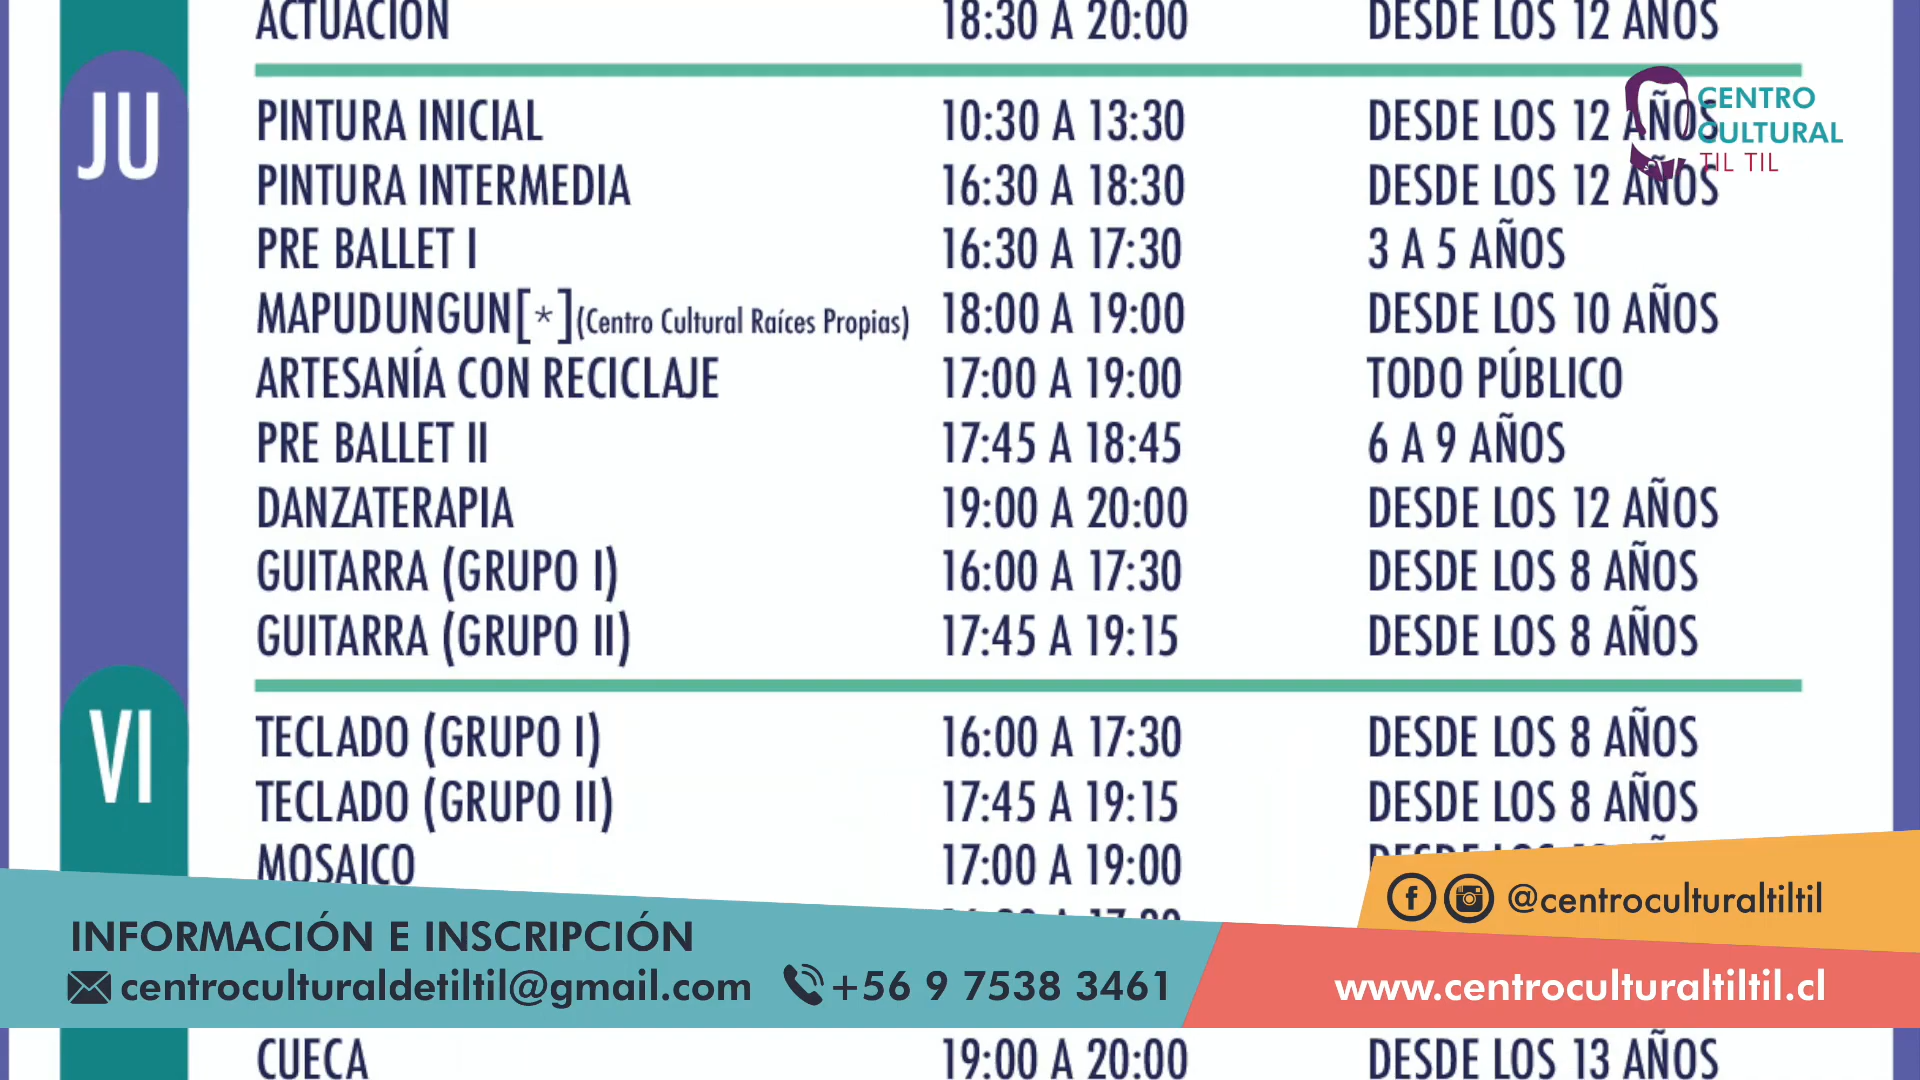 ACTUACIÓN 18:30 A 20:00 DESDE LOS 12 AÑOS
JU
PINTURA INICIAL 10:30 A 13:30 DESDE LOS 12 AÑOS
PINTURA INTERMEDIA 16:30 A 18:30 DESDE LOS 12 AÑOS
CENTRO
CULTURAL
TIL TIL
PRE BALLET I 16:30 A 17:30 3 A 5 AÑOS
MAPUDUNGUN[*](Centro Cultural Raíces Propias) 18:00 A 19:00 DESDE LOS 10 AÑOS
ARTESANÍA CON RECICLAJE 17:00 A 19:00 TODO PÚBLICO
PRE BALLET II 17:45 A 18:45 6 A 9 AÑOS
DANZATERAPIA 19:00 A 20:00 DESDE LOS 12 AÑOS
GUITARRA (GRUPO I) 16:00 A 17:30 DESDE LOS 8 AÑOS
GUITARRA (GRUPO II) 17:45 A 19:15 DESDE LOS 8 AÑOS
VI
TECLADO (GRUPO I) 16:00 A 17:30 DESDE LOS 8 AÑOS
TECLADO (GRUPO II) 17:45 A 19:15 DESDE LOS 8 AÑOS
MOSAICO 17:00 A 19:00
@centroculturaltiltil
INFORMACIÓN E INSCRIPCIÓN
centroculturaldetiltil@gmail.com +56 9 7538 3461
www.centroculturaltiltil.cl
CUECA 19:00 A 20:00 DESDE LOS 13 AÑOS